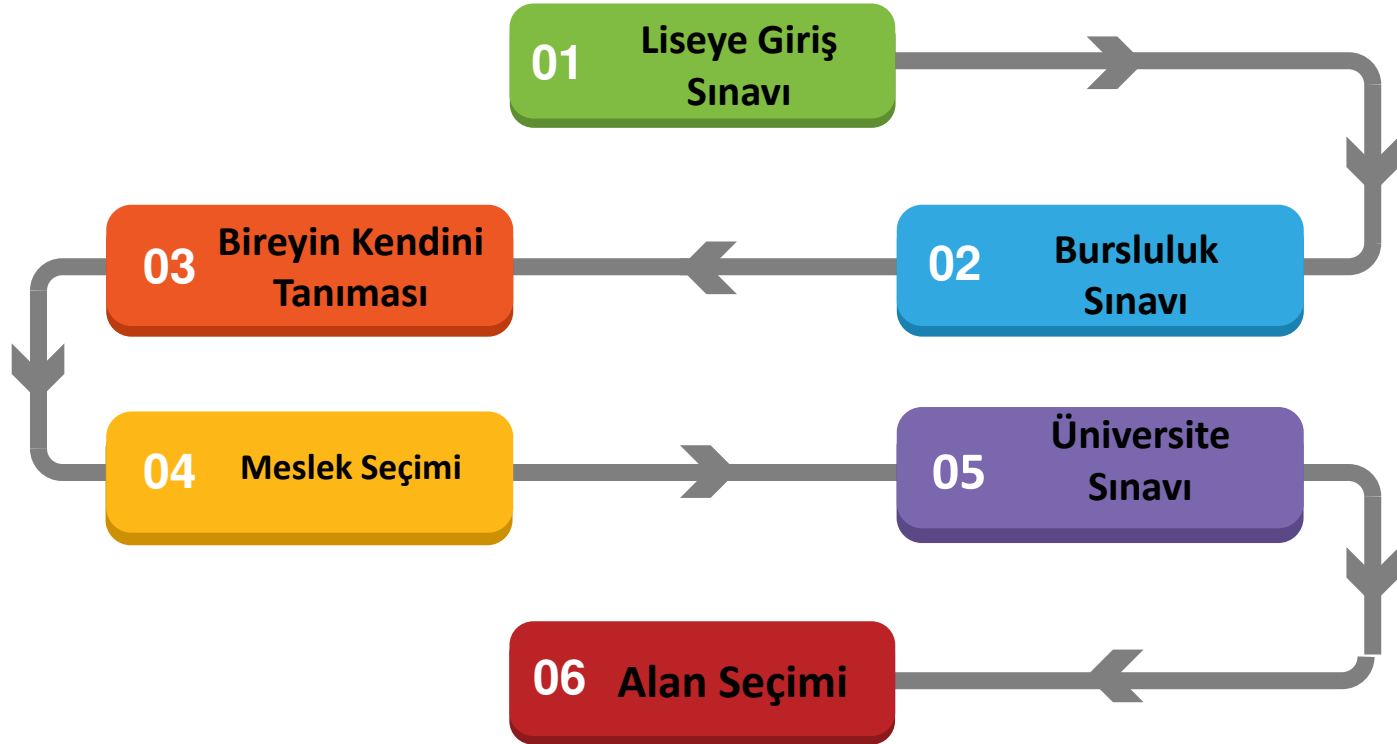 01 Liseye Giriş
Sınavı
02 Bursluluk
Sınavı
03 Bireyin Kendini
Tanıması
04 Meslek Seçimi
05 Üniversite
Sınavı
06 Alan Seçimi